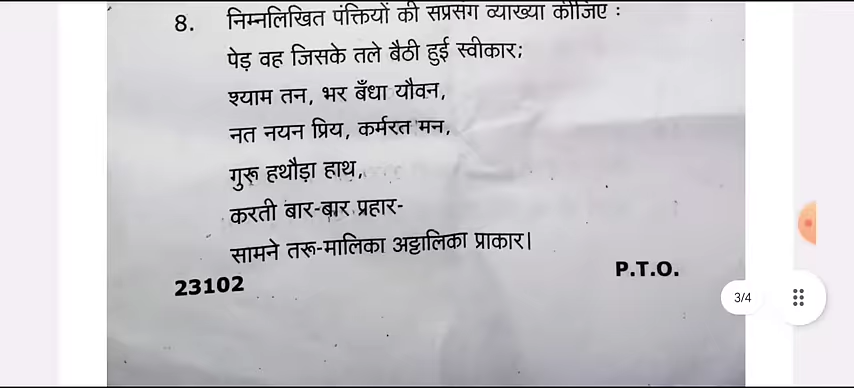 8. निम्नलिखित पंक्तियों की सप्रसंग व्याख्या कीजिए :
पेड़ वह जिसके तले बैठी हुई स्वीकार;
श्याम तन, भर बँधा यौवन,
नत नयन प्रिय, कर्मरत मन,
गुरू हथौड़ा हाथ,
करती बार-बार प्रहार-
सामने तरू-मालिका अट्टालिका प्राकार।
23102 P.T.O.
3/4